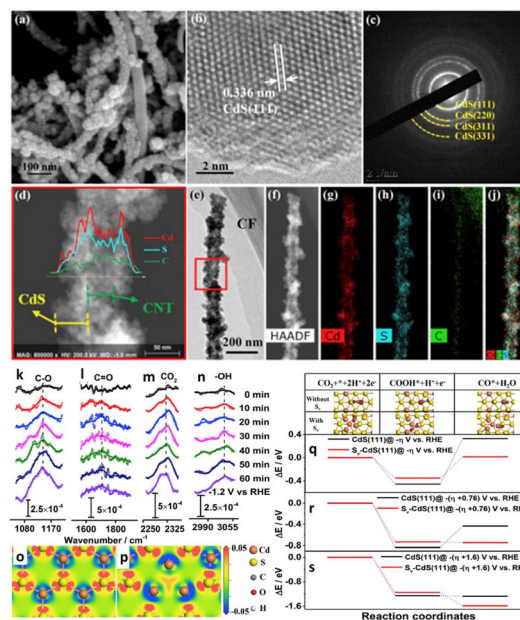 (a)
100 nm
(b)
0.336 nm
CdS(111)
2 nm
(c)
CdS(111)
CdS(220)
CdS(311)
CdS(331)
(d)
Cd
S
C
CdS
CNT
50 nm
(e)
CF
200 nm
(f)
HAADF
(g)
Cd
(h)
S
(i)
C
(j)
k
C-O
l
C=O
m
CO2
n
-OH
0 min
10 min
20 min
30 min
40 min
50 min
60 min
-1.2 V vs RHE
2.5×10-4
5×10-4
5×10-4
2.5×10-4
1080 1170
1600 1800
2250 2325
2990 3055
Wavenumber / cm-1
o
p
0.05
-0.05
Cd
S
C
O
H
CO2+*+2H++2e-
COOH*+H++e-
CO*+H2O
Without
Sv
With
Sv
q
CdS(111)@ -η V vs. RHE
Sv-CdS(111)@ -η V vs. RHE
0.4
0.0
-0.4
ΔE / eV
r
CdS(111)@ -(η +0.76) V vs. RHE
Sv-CdS(111)@ -(η +0.76) V vs. RHE
0.0
-0.4
-0.8
ΔE / eV
s
CdS(111)@ -(η +1.6) V vs. RHE
Sv-CdS(111)@ -(η +1.6) V vs. RHE
0.0
-0.8
-1.6
ΔE / eV
Reaction coordinates